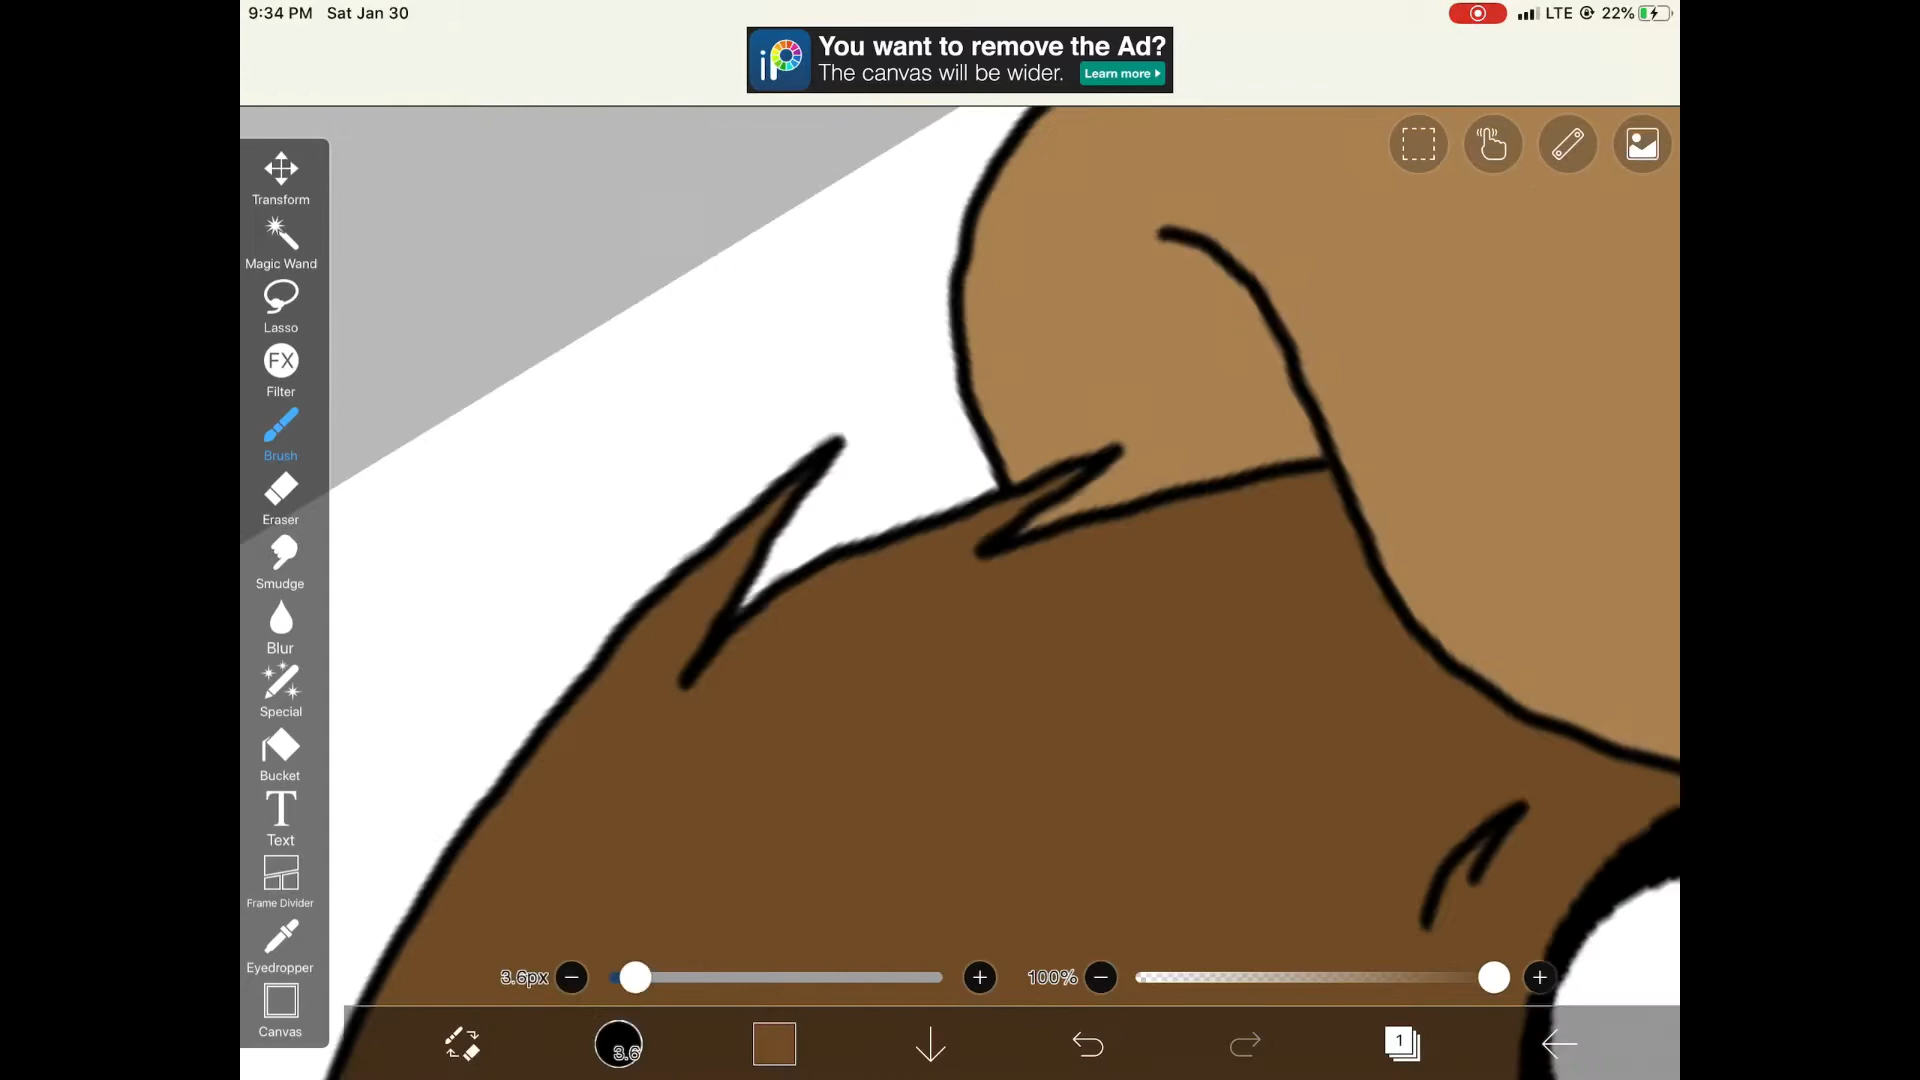 9:34 PM Sat Jan 30
LTE 22%
iP
You want to remove the Ad?
The canvas will be wider. Learn more
Transform
Magic Wand
Lasso
FX
Filter
Brush
Eraser
Smudge
Blur
Special
Bucket
T
Text
Frame Divider
Eyedropper
Canvas
3.6px 100%
3.6 1